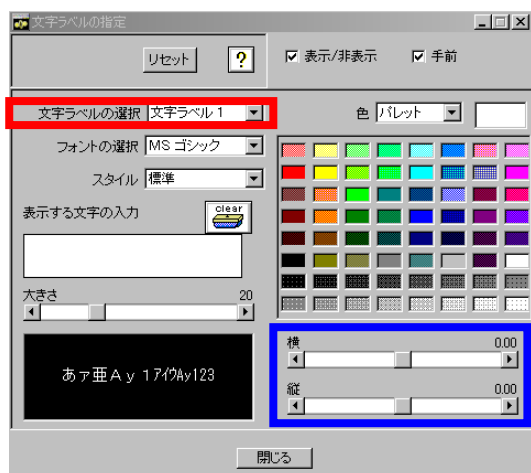 文字ラベルの指定
リセット
?
表示/非表示
手前
文字ラベルの選択 文字ラベル 1
色 パレット
フォントの選択 MS ゴシック
スタイル 標準
表示する文字の入力
clear
大きさ 20
横 0.00
あァ亜Ａｙ１ｱｲｳAy123
縦 0.00
閉じる